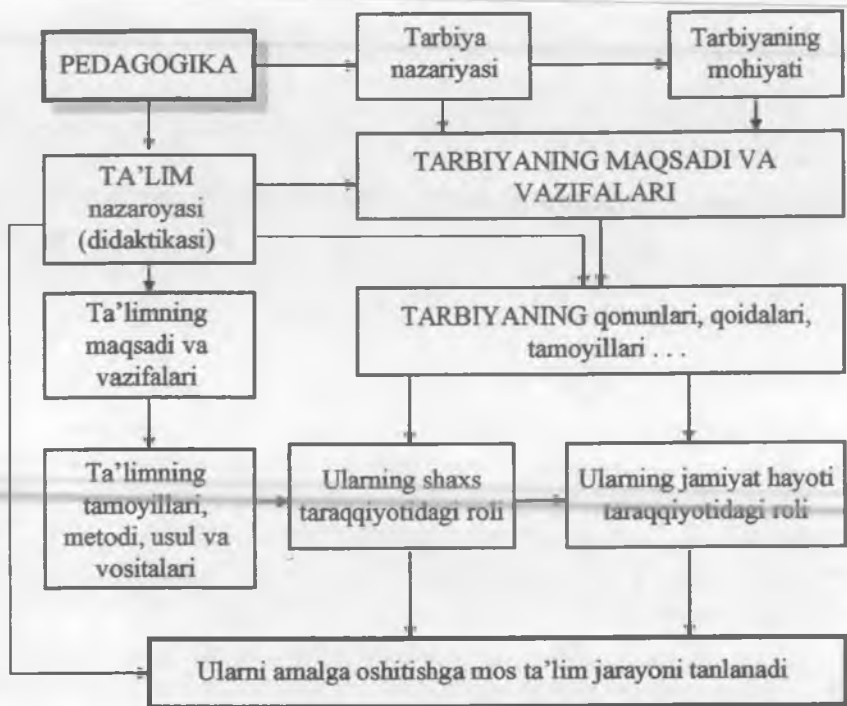 PEDAGOGIKA
Tarbiya
nazariyasi
Tarbiyaning
mohiyati
TA’LIM
nazaroyasi
(didaktikasi)
TARBIYANING MAQSADI VA
VAZIFALARI
Ta’limning
maqsadi va
vazifalari
TARBIYANING qonunlari, qoidalari,
tamoyillari . . .
Ta’limning
tamoyillari,
metodi, usul va
vositalari
Ularning shaxs
taraqqiyotidagi roli
Ularning jamiyat hayoti
taraqqiyotidagi roli
Ularni amalga oshitishga mos ta’lim jarayoni tanlanadi